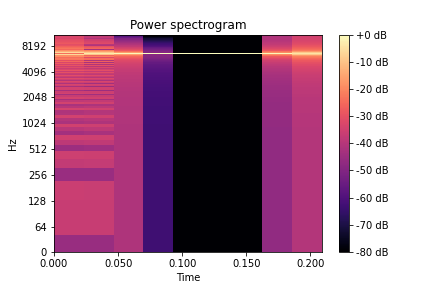 Power spectrogram
8192
4096
2048
1024
512
256
128
64
0
Hz
0.000 0.050 0.100 0.150 0.200
Time
+0 dB
-10 dB
-20 dB
-30 dB
-40 dB
-50 dB
-60 dB
-70 dB
-80 dB